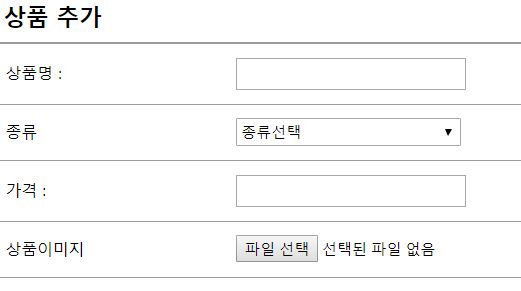 상품 추가
상품명 :
종류 종류선택 ▼
가격 :
상품이미지 파일 선택 선택된 파일 없음